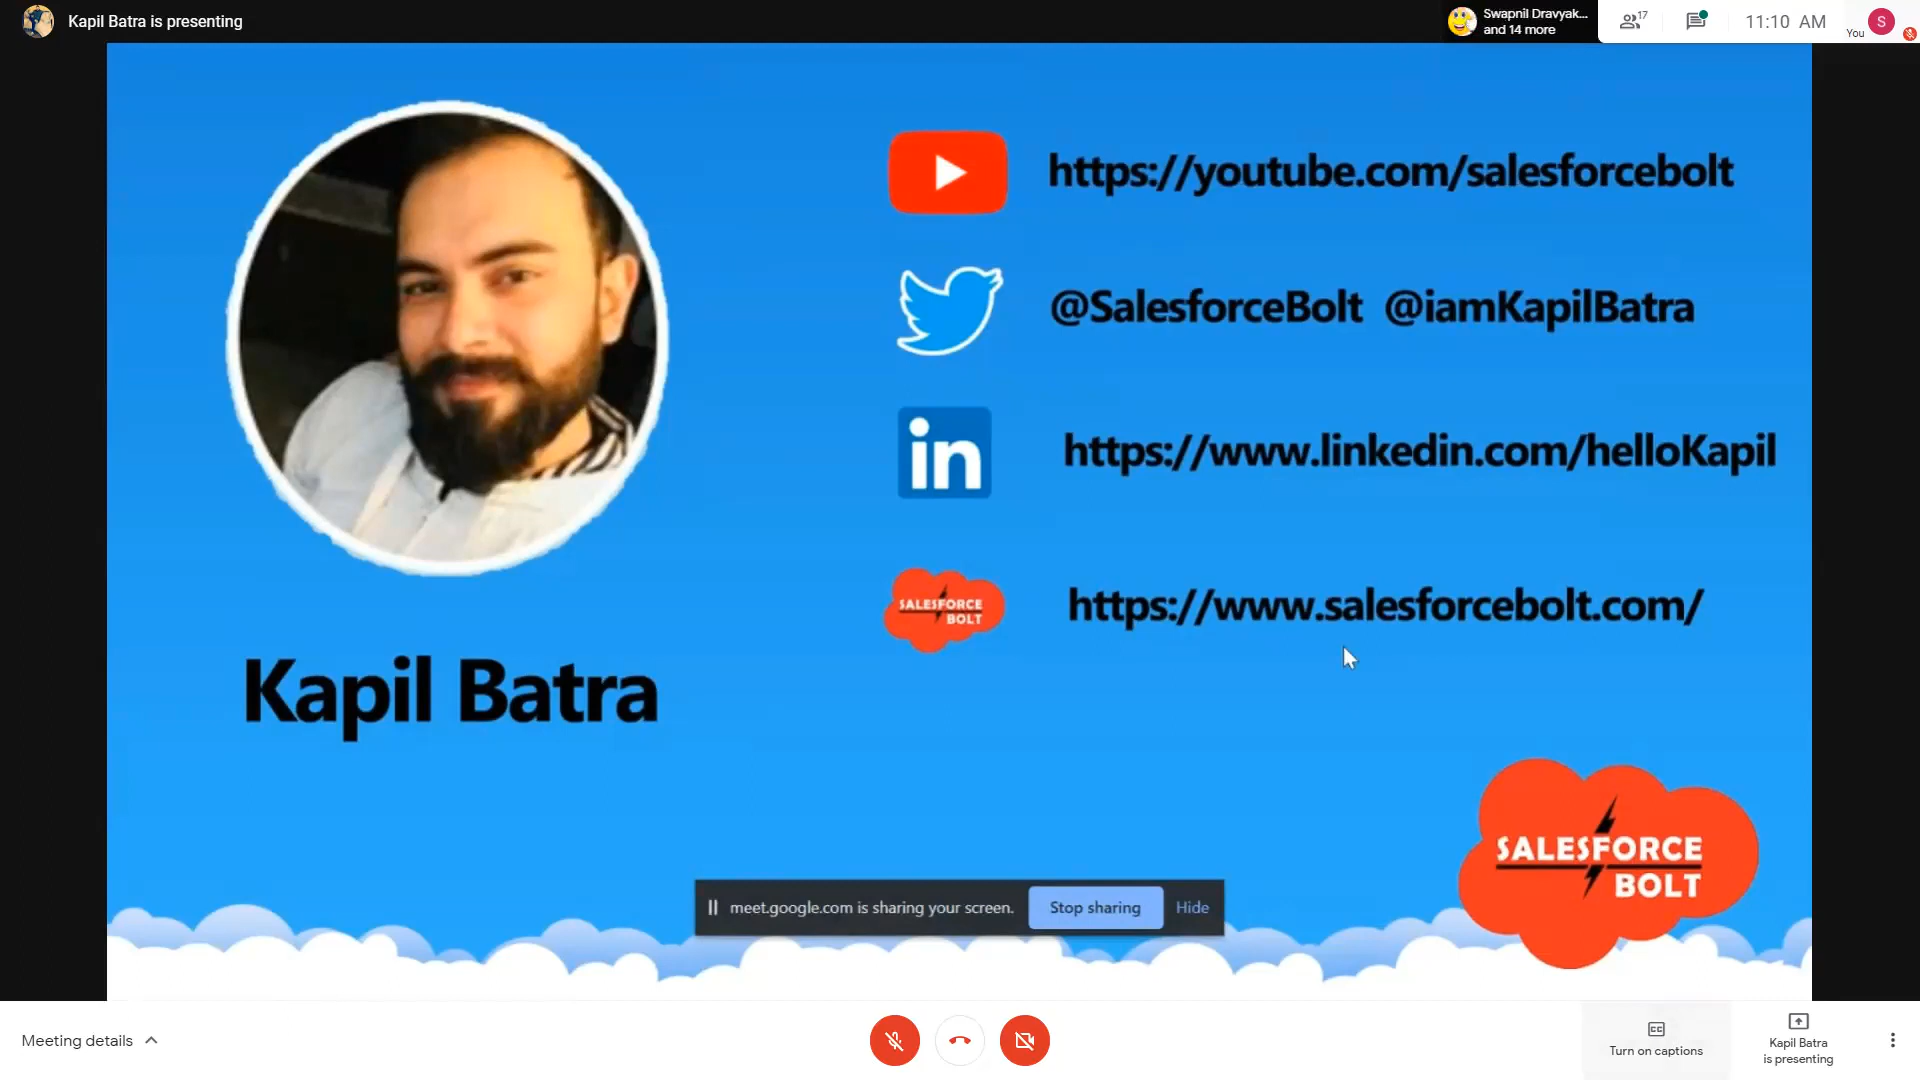 Kapil Batra is presenting
Swapnil Dravyak...
and 14 more
17
11:10 AM
You
S
https://youtube.com/salesforcebolt
@SalesforceBolt @iamKapilBatra
in
https://www.linkedin.com/helloKapil
SALESFORCE
BOLT
https://www.salesforcebolt.com/
Kapil Batra
SALESFORCE
BOLT
meet.google.com is sharing your screen.
Stop sharing
Hide
Meeting details
CC
Turn on captions
Kapil Batra
is presenting